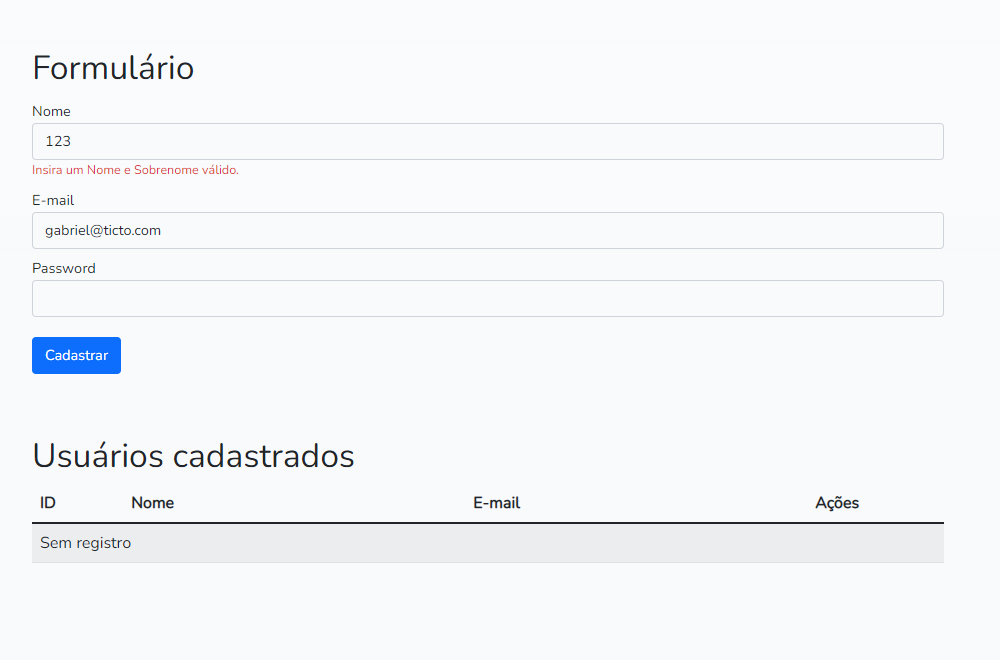 Formulário
Nome
123
Insira um Nome e Sobrenome válido.
E-mail
gabriel@ticto.com
Password
Cadastrar
Usuários cadastrados
ID Nome E-mail Ações
Sem registro